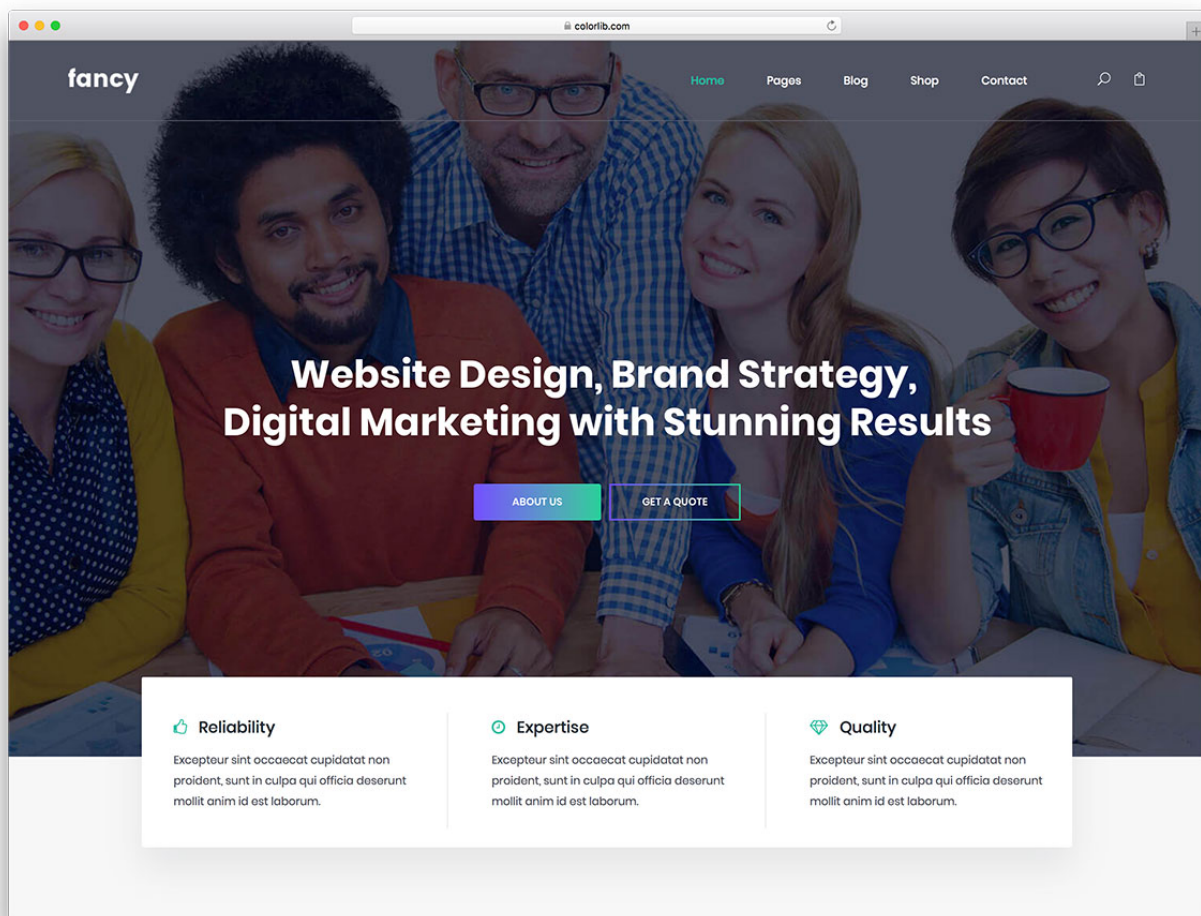 colorlib.com
fancy
Home Pages Blog Shop Contact
Website Design, Brand Strategy,
Digital Marketing with Stunning Results
ABOUT US GET A QUOTE
Reliability
Excepteur sint occaecat cupidatat non
proident, sunt in culpa qui officia deserunt
mollit anim id est laborum.
Expertise
Excepteur sint occaecat cupidatat non
proident, sunt in culpa qui officia deserunt
mollit anim id est laborum.
Quality
Excepteur sint occaecat cupidatat non
proident, sunt in culpa qui officia deserunt
mollit anim id est laborum.